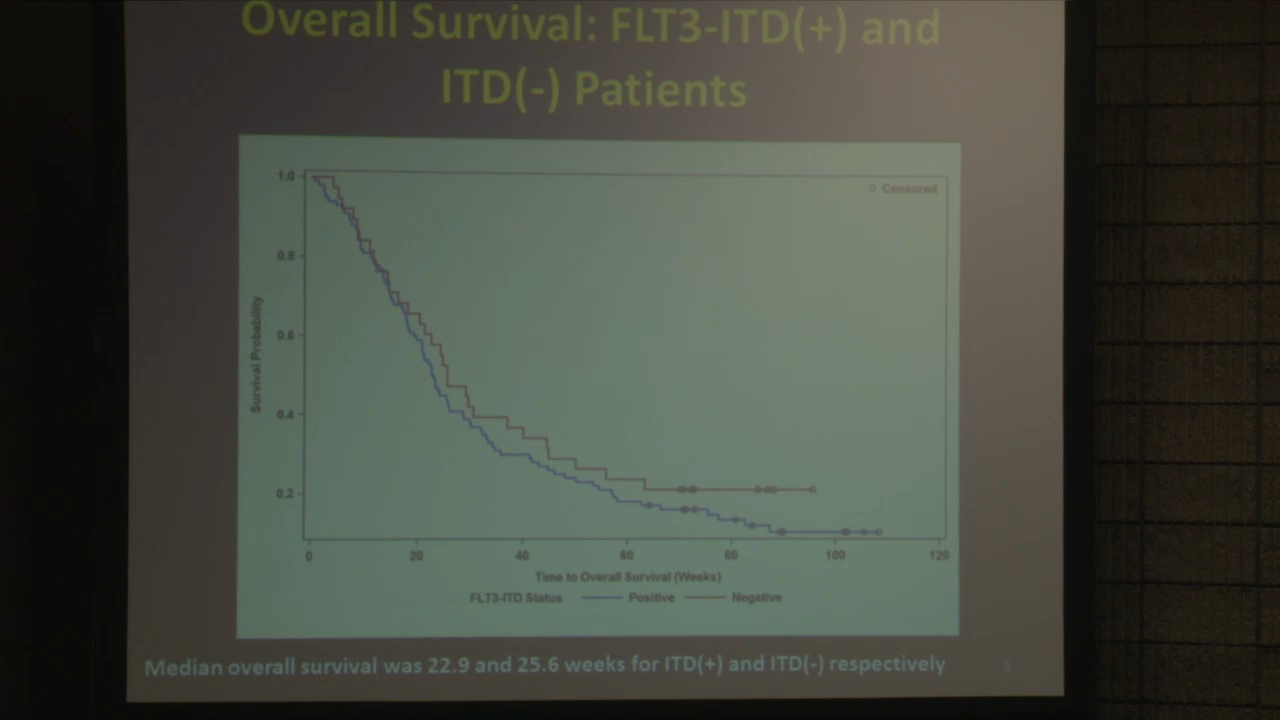 Overall Survival: FLT3-ITD(+) and
ITD(-) Patients
Censored
1.0
0.8
0.6
0.4
0.2
Survival Probability
0 20 40 60 80 100 120
Time to Overall Survival (Weeks)
FLT3-ITD Status Positive Negative
Median overall survival was 22.9 and 25.6 weeks for ITD(+) and ITD(-) respectively
5